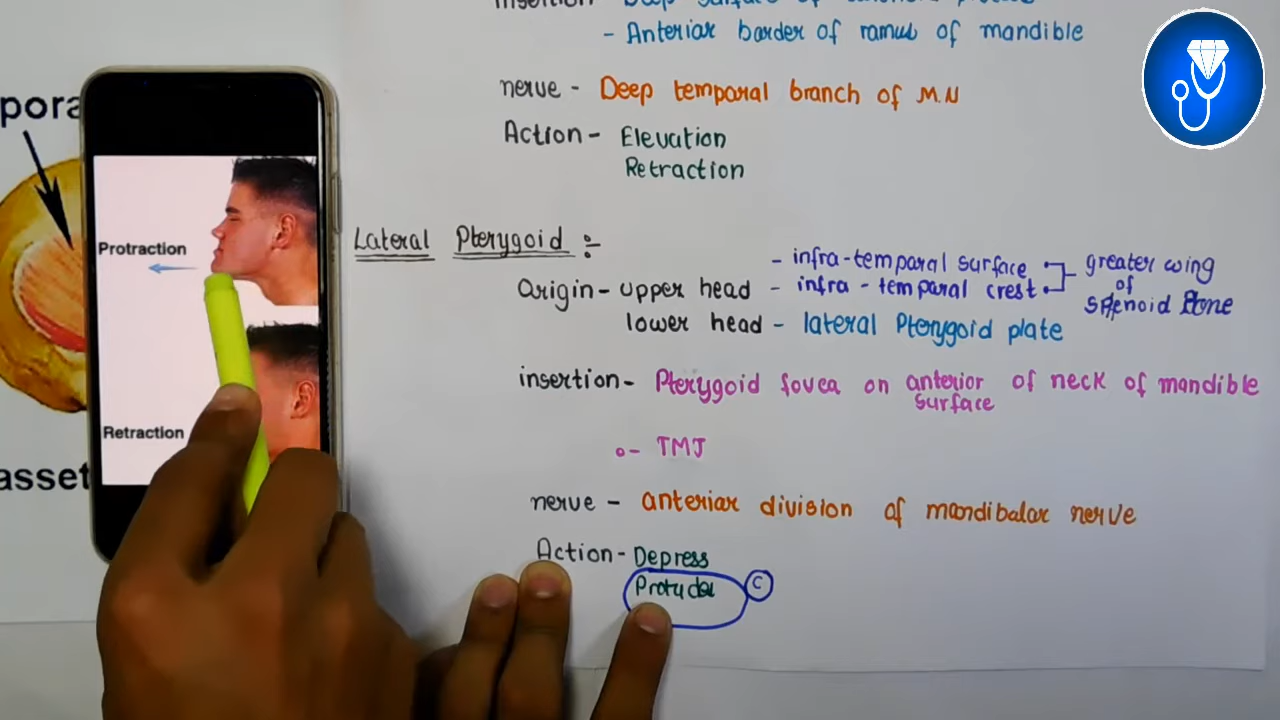 - Anterior border of ramus of mandible
nerve - Deep temporal branch of M.N
Action - Elevation
Retraction
Lateral Pterygoid :-
Origin - upper head - infra-temporal surface
- infra-temporal crest
greater wing
of
Sphenoid Bone
lower head - lateral Pterygoid plate
insertion - Pterygoid fovea on anterior of neck of mandible
surface
o- TMJ
nerve - anterior division of mandibular nerve
Action - Depress
C
pora
Protraction
Retraction
asset